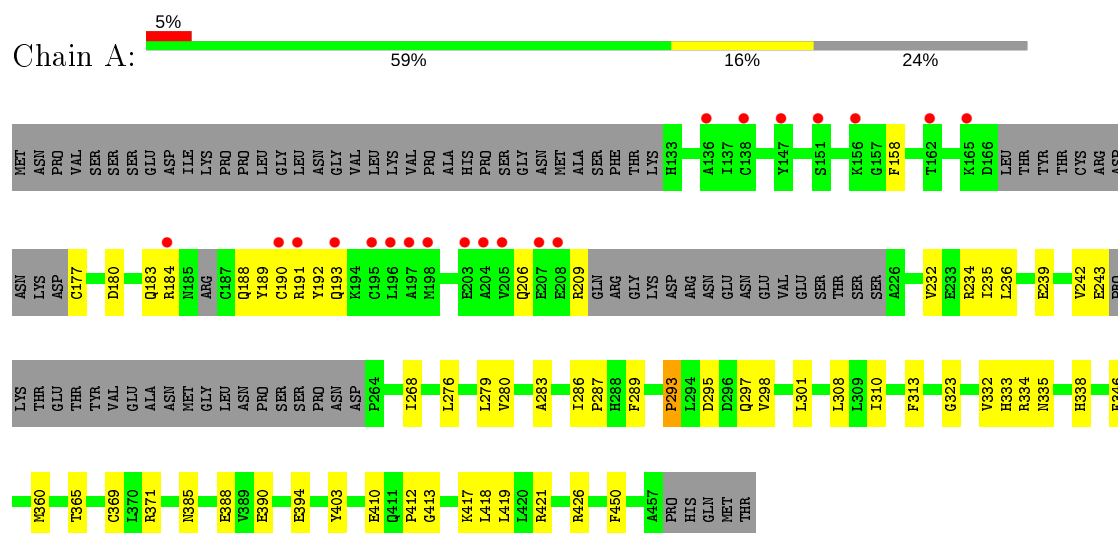 5%
Chain A:
59% 16% 24%
MET ASN PRO VAL SER SER SER GLU ASP ILE LYS PRO PRO LEU GLY LEU ASN GLY VAL LEU LYS VAL PRO ALA HIS PRO SER GLY ASN MET ALA SER PHE THR LYS H133 A136 I137 C138 Y147 S151 K156 G157 F158 T162 K165 D166 LEU THR TYR THR CYS ARG ASP
ASN LYS ASP C177 D180 Q183 R184 N185 ARG C187 Q188 Y189 C190 R191 Y192 Q193 K194 C195 L196 A197 M198 E203 A204 V205 Q206 E207 E208 R209 GLN ARG GLY LYS ASP ARG ASN GLU ASN GLU VAL GLU SER THR SER SER A226 V232 E233 R234 I235 L236 E239 V242 E243 PRO
LYS THR GLU THR TYR VAL GLU ALA ASN MET GLY LEU ASN PRO SER SER PRO ASN ASP P264 I268 L276 L279 V280 A283 I286 P287 H288 F289 P293 L294 D295 D296 Q297 V298 L301 L308 L309 I310 F313 G323 V332 H333 R334 N335 H338 E346
M360 T365 C369 L370 R371 N385 E388 V389 E390 E394 Y403 E410 Q411 P412 G413 K417 L418 L419 L420 R421 R426 F450 A457 PRO HIS GLN MET THR